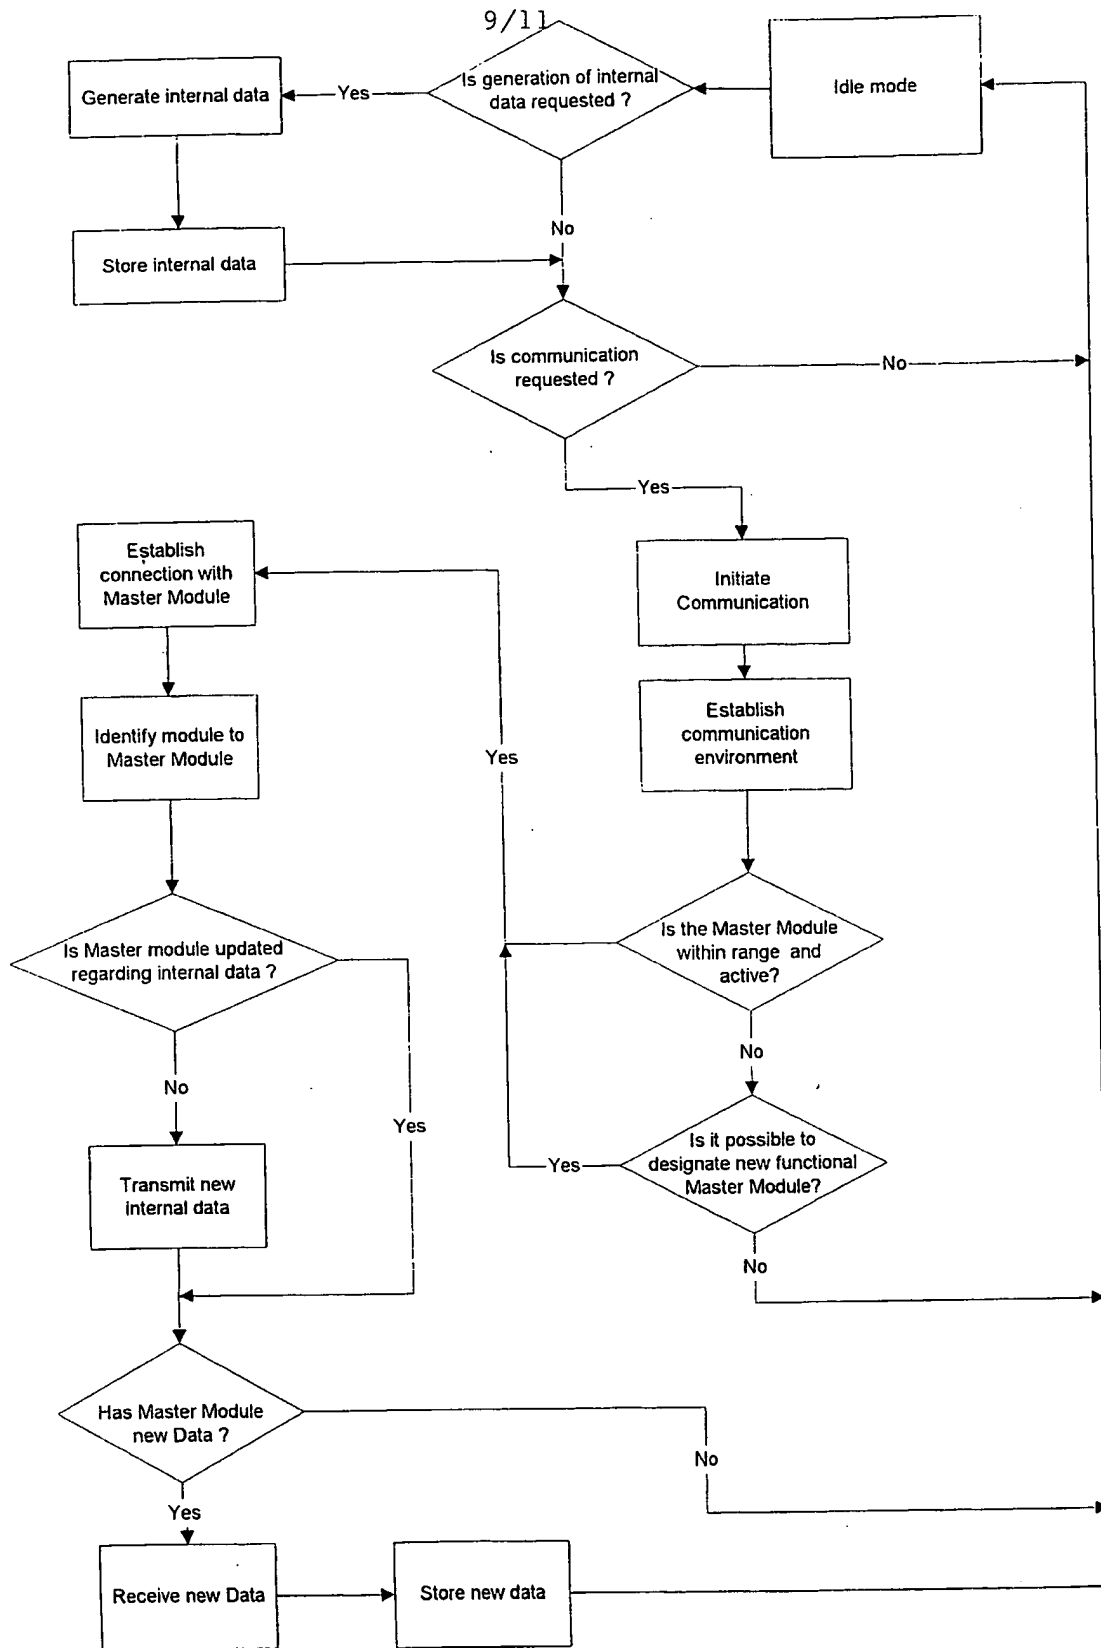 9/11
Is generation of internal
data requested ?
Idle mode
Yes
Generate internal data
No
Store internal data
Is communication
requested ?
No
Yes
Establish
connection with
Master Module
Initiate
Communication
Identify module to
Master Module
Establish
communication
environment
Yes
Is Master module updated
regarding internal data ?
Is the Master Module
within range and
active?
No
No
Yes
Is it possible to
designate new functional
Master Module?
Yes
Transmit new
internal data
No
Has Master Module
new Data ?
No
Yes
Receive new Data
Store new data